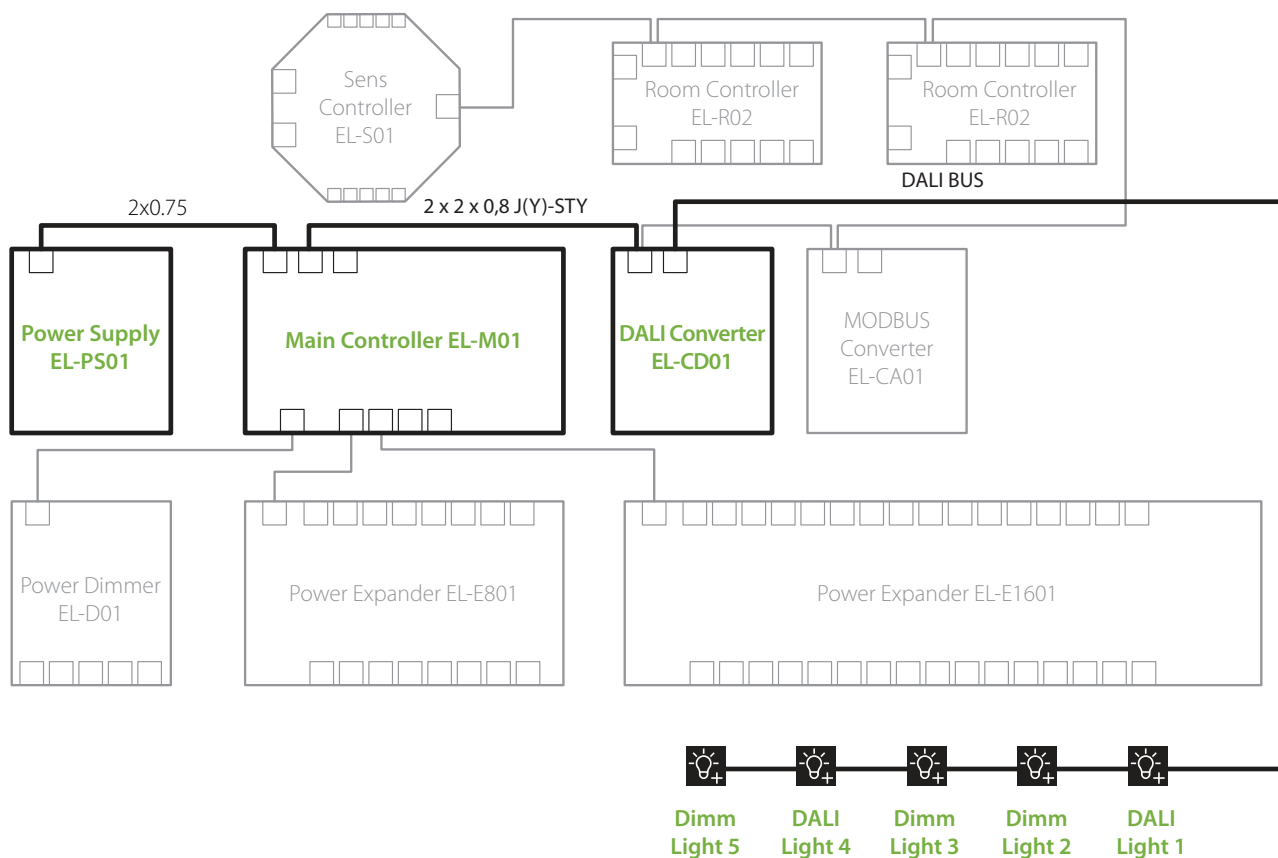 Sens
Controller
EL-S01
Room Controller
EL-R02
Room Controller
EL-R02
DALI BUS
2x0.75
2 x 2 x 0,8 J(Y)-STY
Power Supply
EL-PS01
Main Controller EL-M01
DALI Converter
EL-CD01
MODBUS
Converter
EL-CA01
Power Dimmer
EL-D01
Power Expander EL-E801
Power Expander EL-E1601
Dimm
Light 5
DALI
Light 4
Dimm
Light 3
Dimm
Light 2
DALI
Light 1